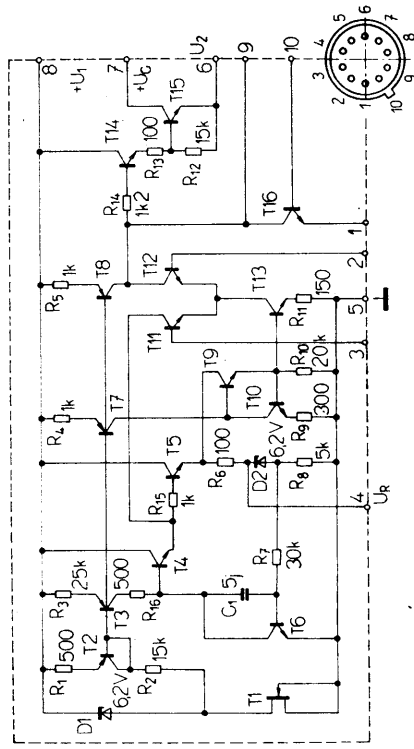 8
+U1
7
+UC
6
U2
9
10
R1
500
R3
25k
R4
1k
R5
1k
T2
T3
T7
T8
T14
D1
6,2V
R2
15k
R16
500
T4
R15
1k
T5
R14
1k2
R13
100
T15
R12
15k
C1
5j
R6
100
T9
T11
T12
D2
6,2V
R7
30k
T6
T10
T13
T16
T1
R8
5k
R9
300
R10
20k
R11
150
4
UR
3
5
2
1
1
2
3
4
5
6
7
8
9
10